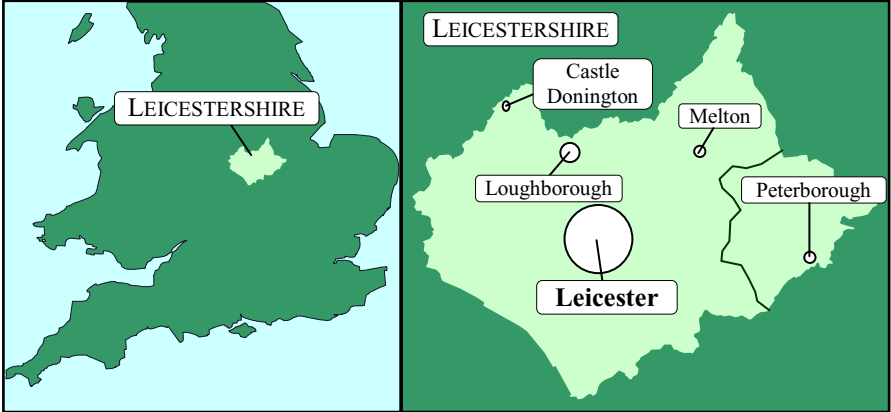 LEICESTERSHIRE
LEICESTERSHIRE
Castle
Donington
Melton
Loughborough
Peterborough
Leicester